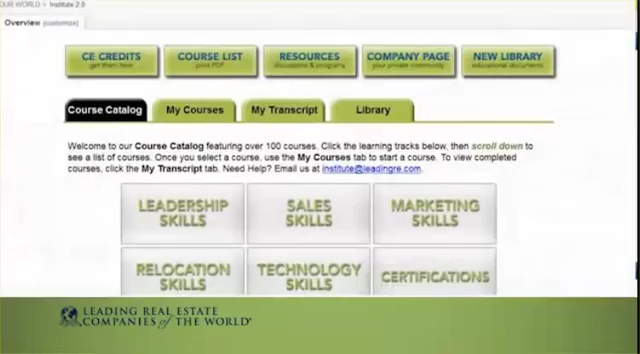 OUR WORLD > Institute 2.0
Overview [customize]
CE CREDITS
get them here
COURSE LIST
print PDF
RESOURCES
discussions & programs
COMPANY PAGE
your private community
NEW LIBRARY
educational documents
Course Catalog
My Courses
My Transcript
Library
Welcome to our Course Catalog featuring over 100 courses. Click the learning tracks below, then scroll down to
see a list of courses. Once you select a course, use the My Courses tab to start a course. To view completed
courses, click the My Transcript tab. Need Help? Email us at institute@leadingre.com.
LEADERSHIP
SKILLS
SALES
SKILLS
MARKETING
SKILLS
RELOCATION
SKILLS
TECHNOLOGY
SKILLS
CERTIFICATIONS
LEADING REAL ESTATE
COMPANIES of THE WORLD